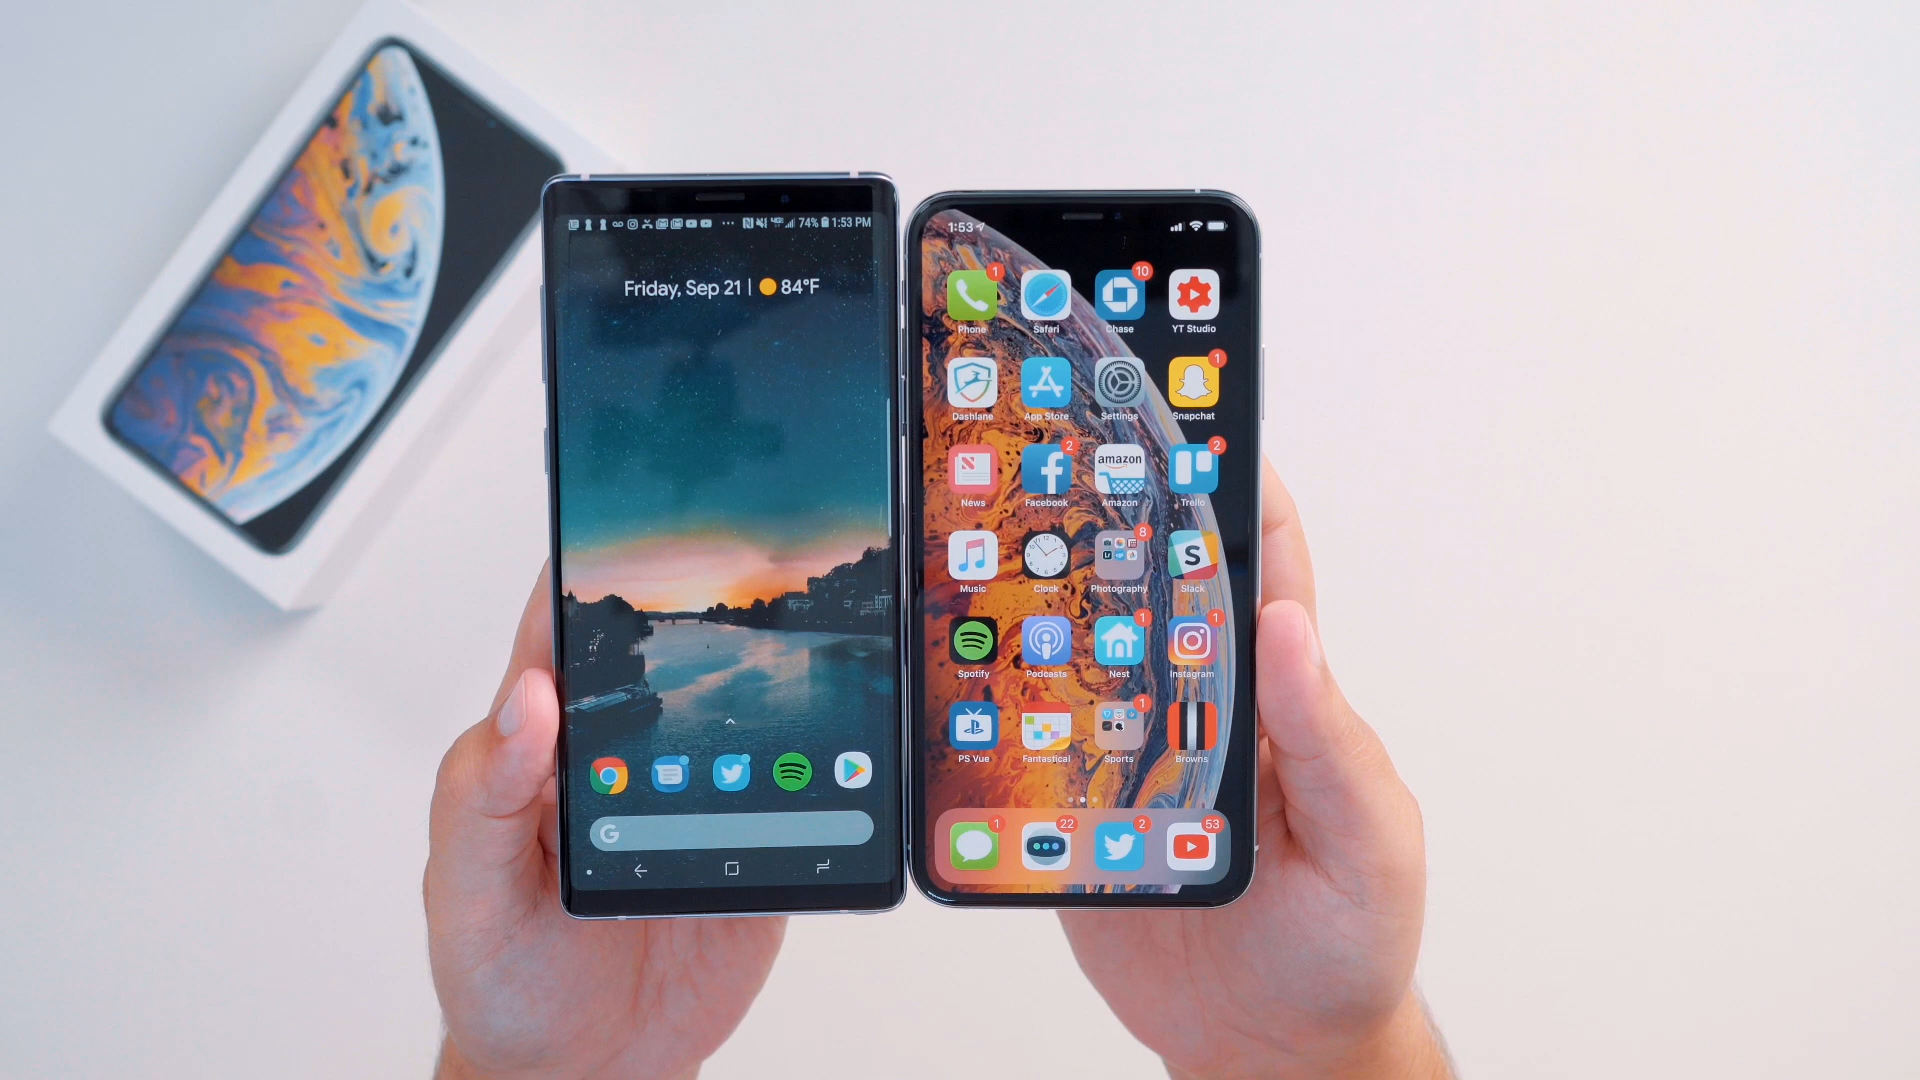 74% 1:53 PM
Friday, Sep 21 | 84°F
G
1:53
1
10
Phone
Safari
Chase
YT Studio
1
Dashlane
App Store
Settings
Snapchat
2
amazon
2
News
Facebook
Amazon
Trello
8
S
Music
Clock
Photography
Slack
1
1
Spotify
Podcasts
Nest
Instagram
1
PS Vue
Fantastical
Sports
Browns
1
22
2
53